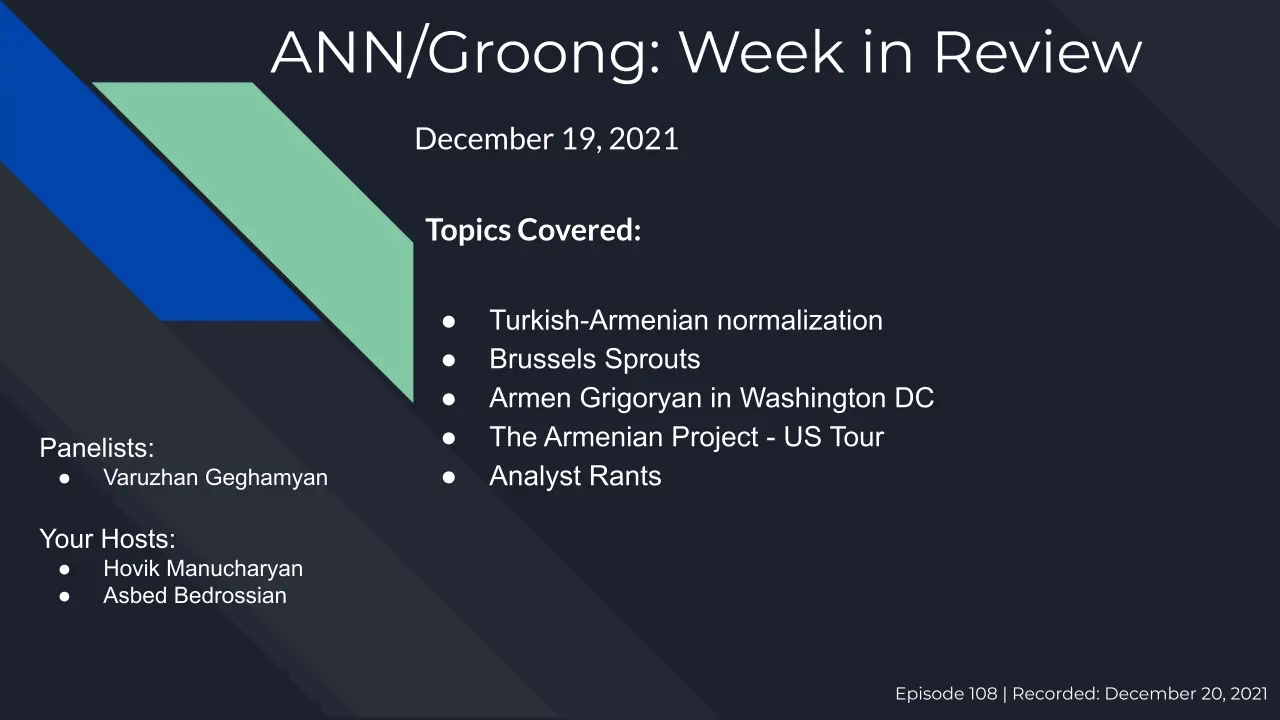 ANN/Groong: Week in Review
December 19, 2021
Topics Covered:
● Turkish-Armenian normalization
● Brussels Sprouts
● Armen Grigoryan in Washington DC
● The Armenian Project - US Tour
● Analyst Rants
Panelists:
● Varuzhan Geghamyan
Your Hosts:
● Hovik Manucharyan
● Asbed Bedrossian
Episode 108 | Recorded: December 20, 2021